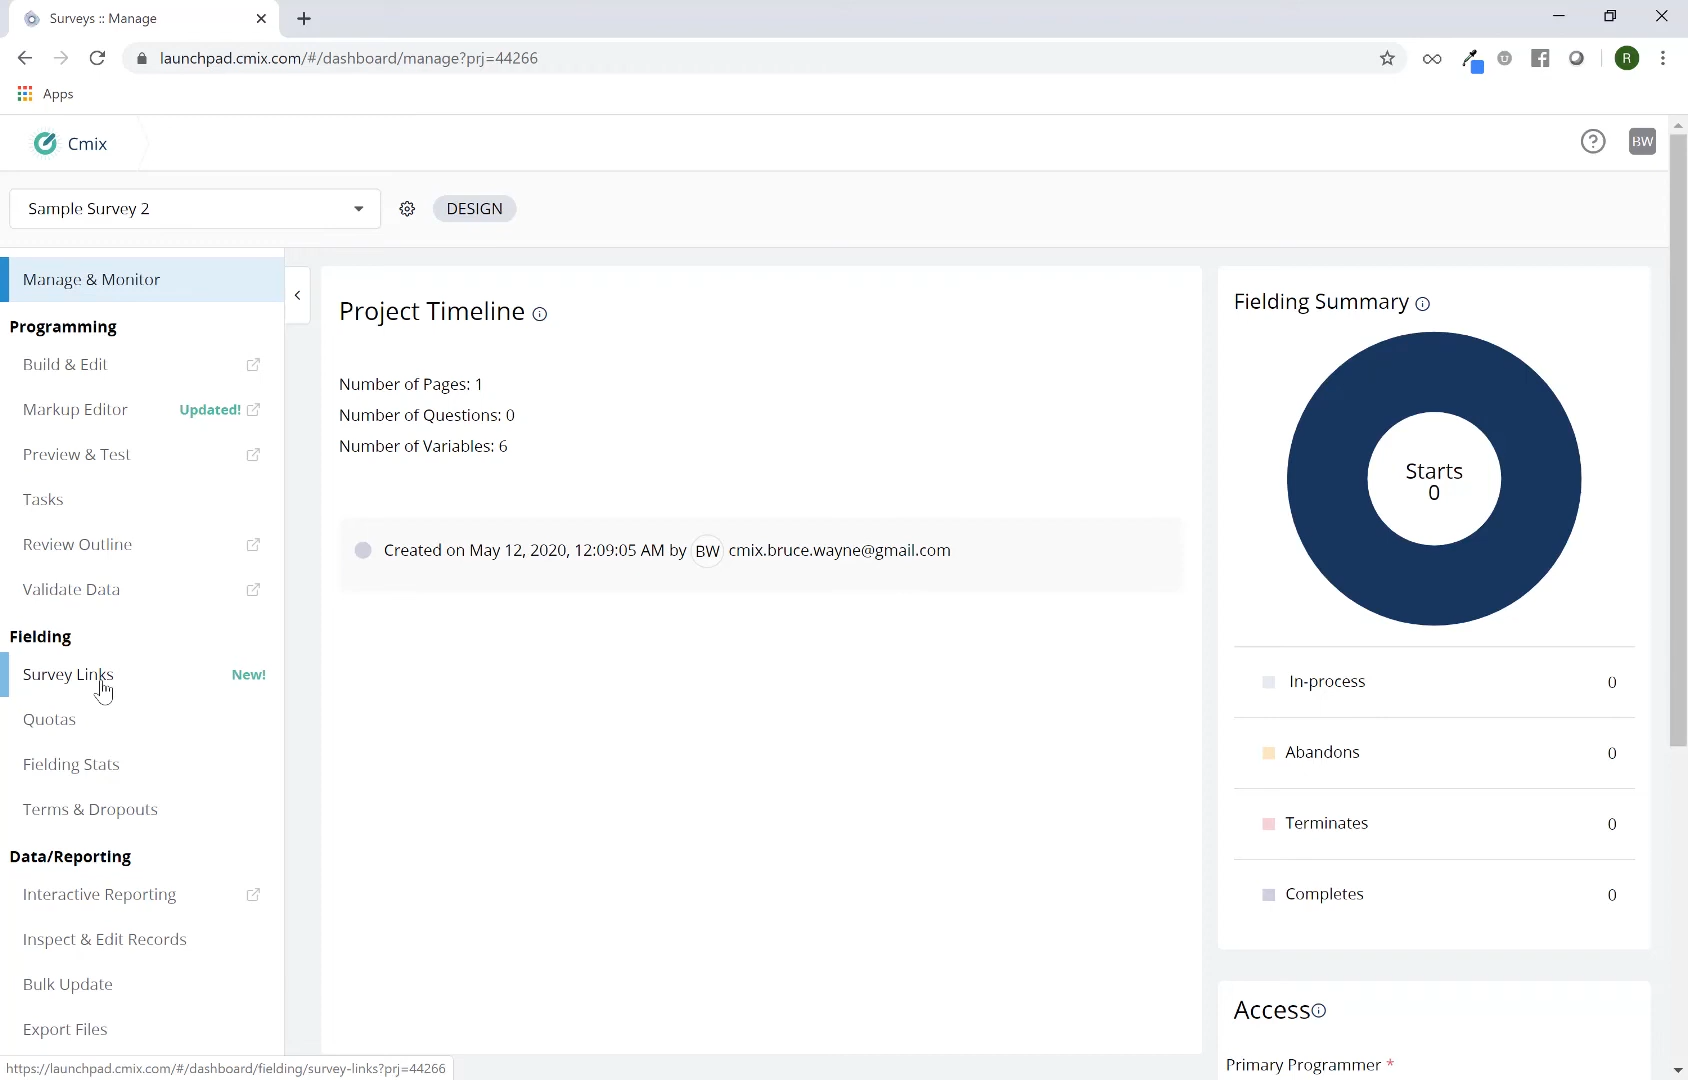 Surveys :: Manage
launchpad.cmix.com/#/dashboard/manage?prj=44266
R
Apps
Cmix
BW
Sample Survey 2
DESIGN
Manage & Monitor
Programming
Build & Edit
Markup Editor Updated!
Preview & Test
Tasks
Review Outline
Validate Data
Fielding
Survey Links New!
Quotas
Fielding Stats
Terms & Dropouts
Data/Reporting
Interactive Reporting
Inspect & Edit Records
Bulk Update
Export Files
https://launchpad.cmix.com/#/dashboard/fielding/survey-links?prj=44266
Project Timeline
Number of Pages: 1
Number of Questions: 0
Number of Variables: 6
Created on May 12, 2020, 12:09:05 AM by BW cmix.bruce.wayne@gmail.com
Fielding Summary
Starts
0
In-process 0
Abandons 0
Terminates 0
Completes 0
Access
Primary Programmer *